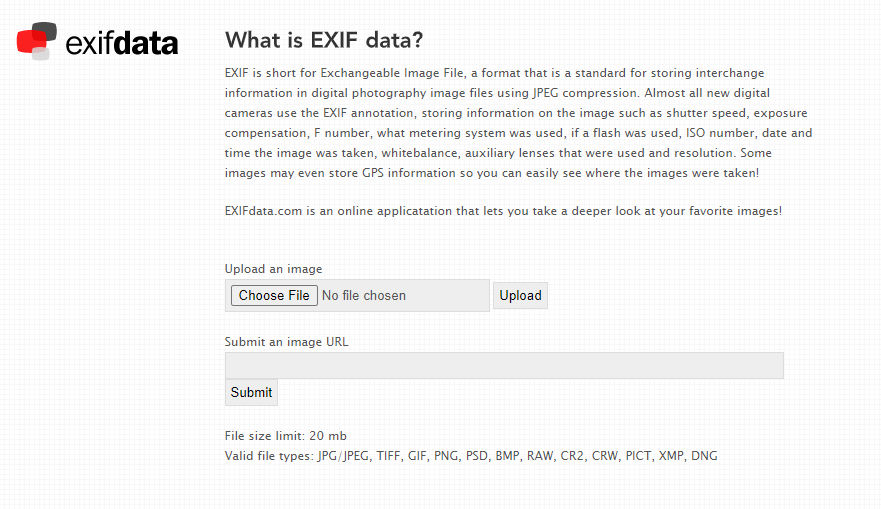 exifdata
What is EXIF data?
EXIF is short for Exchangeable Image File, a format that is a standard for storing interchange
information in digital photography image files using JPEG compression. Almost all new digital
cameras use the EXIF annotation, storing information on the image such as shutter speed, exposure
compensation, F number, what metering system was used, if a flash was used, ISO number, date and
time the image was taken, whitebalance, auxiliary lenses that were used and resolution. Some
images may even store GPS information so you can easily see where the images were taken!
EXIFdata.com is an online applicatation that lets you take a deeper look at your favorite images!
Upload an image
Choose File No file chosen Upload
Submit an image URL
Submit
File size limit: 20 mb
Valid file types: JPG/JPEG, TIFF, GIF, PNG, PSD, BMP, RAW, CR2, CRW, PICT, XMP, DNG